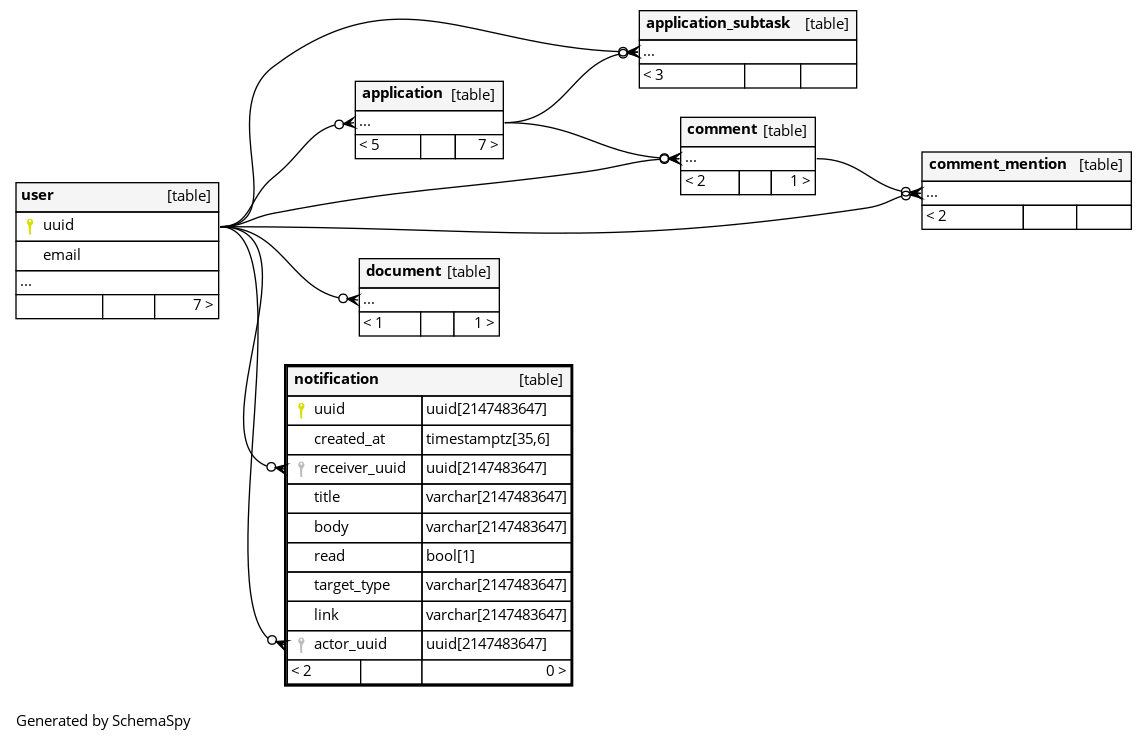 application_subtask [table]
...
< 3
application [table]
...
< 5 7 >
comment [table]
...
< 2 1 >
comment_mention [table]
...
< 2
user [table]
uuid
email
...
7 >
document [table]
...
< 1 1 >
notification [table]
uuid uuid[2147483647]
created_at timestamptz[35,6]
receiver_uuid uuid[2147483647]
title varchar[2147483647]
body varchar[2147483647]
read bool[1]
target_type varchar[2147483647]
link varchar[2147483647]
actor_uuid uuid[2147483647]
< 2 0 >
Generated by SchemaSpy